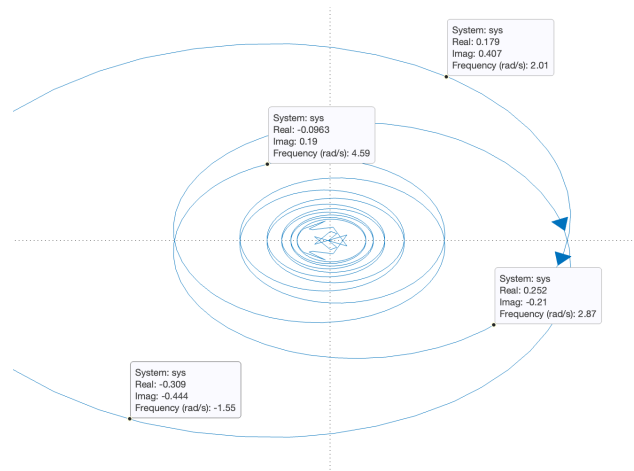 System: sys
Real: 0.179
Imag: 0.407
Frequency (rad/s): 2.01
System: sys
Real: -0.0963
Imag: 0.19
Frequency (rad/s): 4.59
System: sys
Real: 0.252
Imag: -0.21
Frequency (rad/s): 2.87
System: sys
Real: -0.309
Imag: -0.444
Frequency (rad/s): -1.55